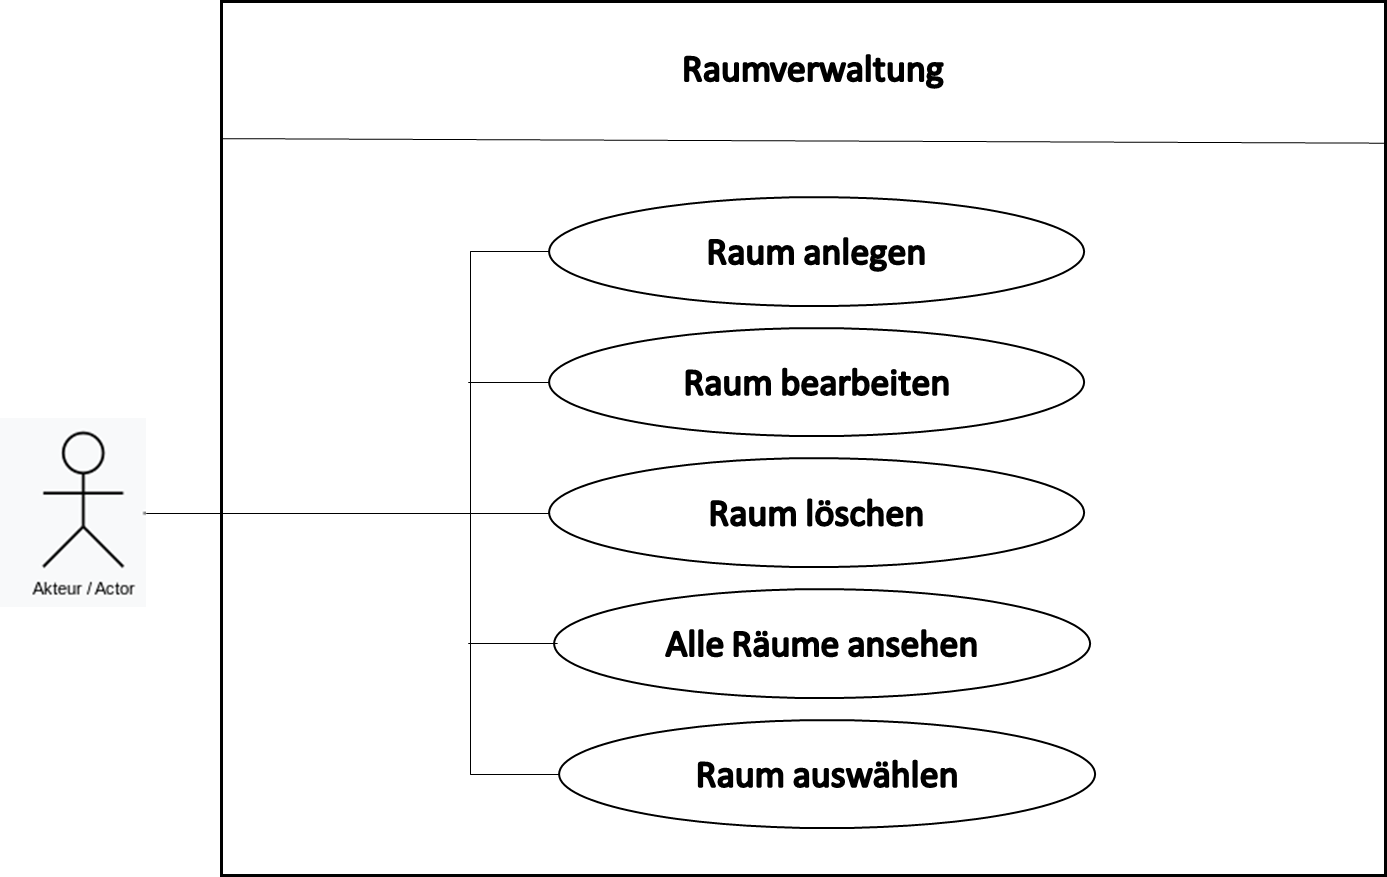 Raumverwaltung
Raum anlegen
Raum bearbeiten
Raum löschen
Akteur / Actor
Alle Räume ansehen
Raum auswählen